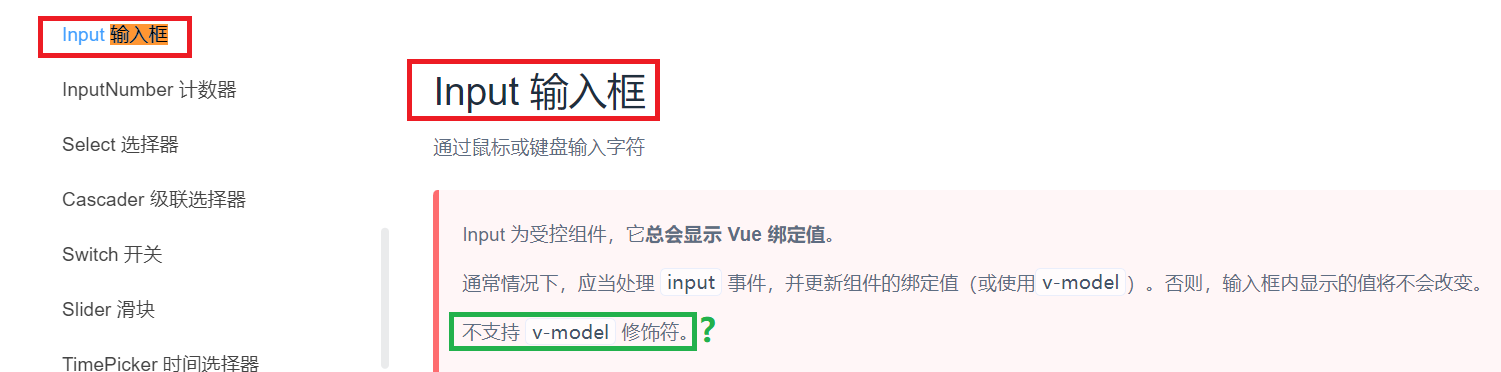 Input 输入框
InputNumber 计数器
Select 选择器
Cascader 级联选择器
Switch 开关
Slider 滑块
TimePicker 时间选择器
Input 输入框
通过鼠标或键盘输入字符
Input 为受控组件，它总会显示 Vue 绑定值。
通常情况下，应当处理 input 事件，并更新组件的绑定值（或使用v-model）。否则，输入框内显示的值将不会改变。
不支持 v-model 修饰符。?